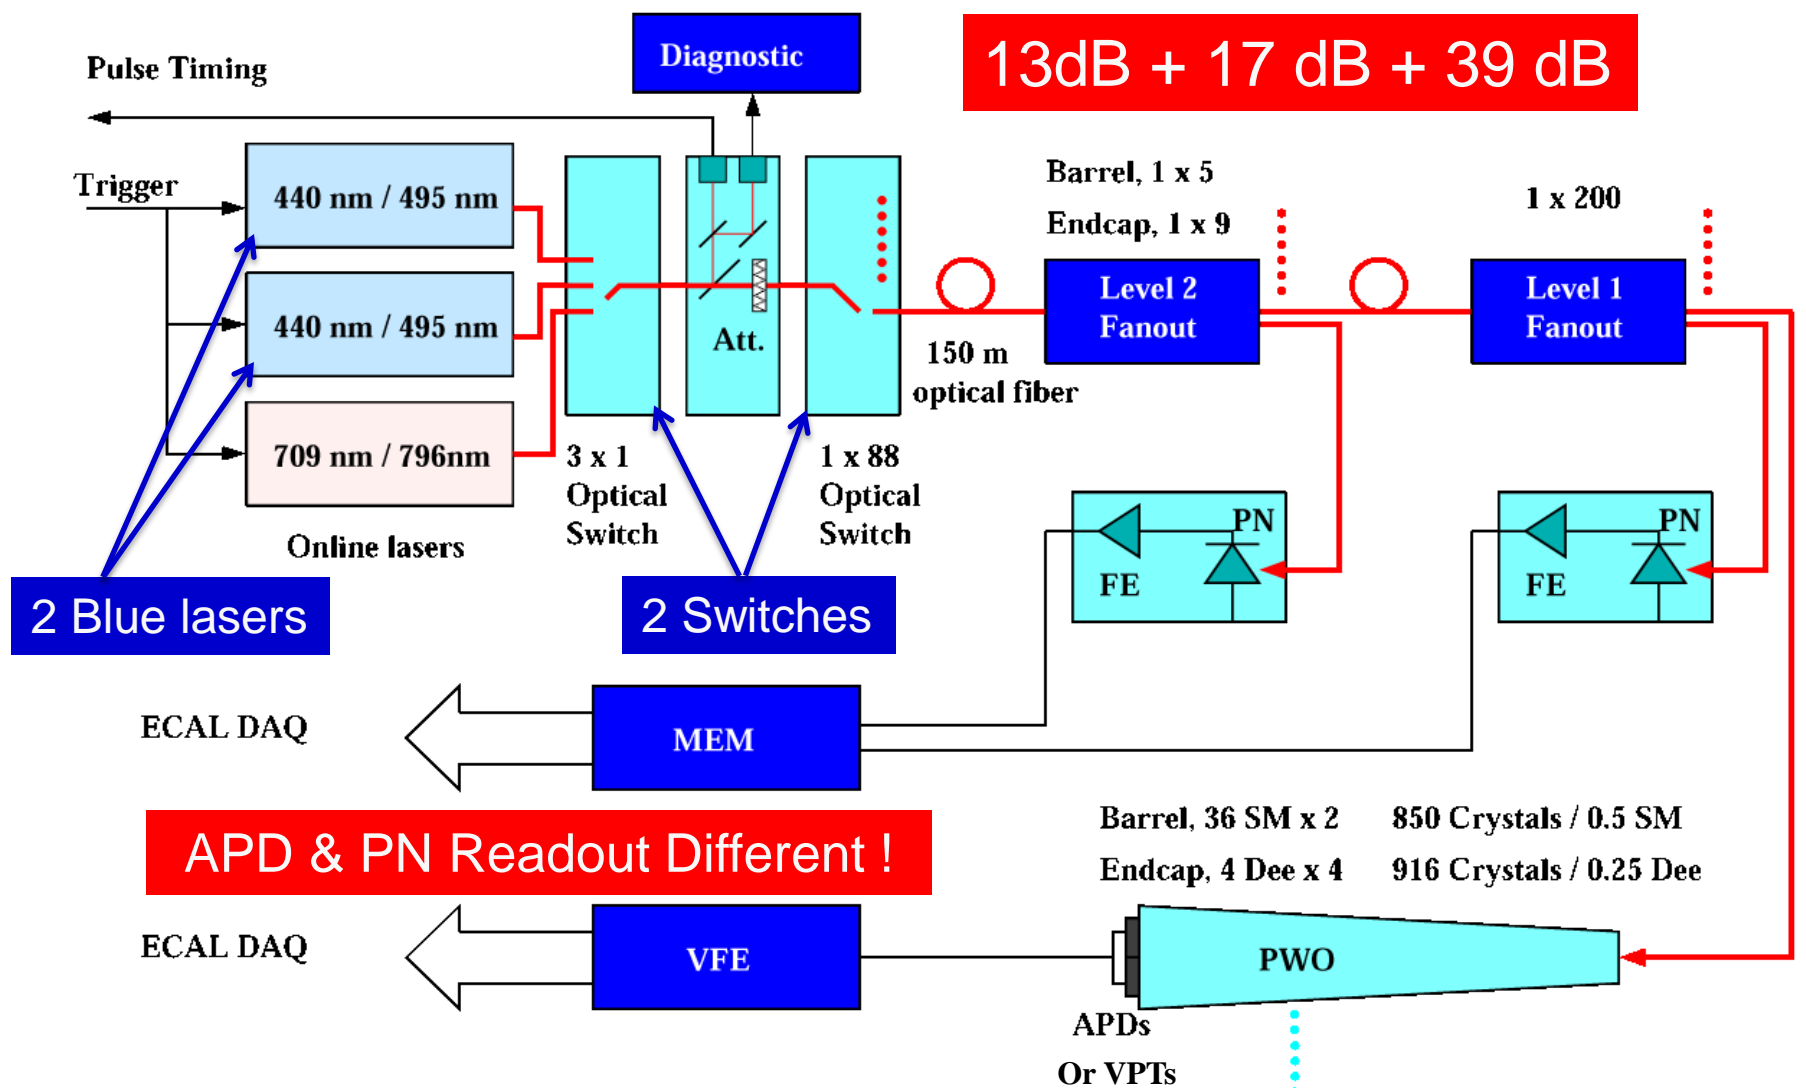 Diagnostic
13dB + 17 dB + 39 dB
Pulse Timing
Trigger
440 nm / 495 nm
440 nm / 495 nm
709 nm / 796nm
Online lasers
2 Blue lasers
3 x 1
Optical
Switch
Att.
1 x 88
Optical
Switch
2 Switches
150 m
optical fiber
Barrel, 1 x 5
Endcap, 1 x 9
Level 2
Fanout
1 x 200
Level 1
Fanout
PN
FE
PN
FE
ECAL DAQ
MEM
APD & PN Readout Different !
Barrel, 36 SM x 2 850 Crystals / 0.5 SM
Endcap, 4 Dee x 4 916 Crystals / 0.25 Dee
ECAL DAQ
VFE
PWO
APDs
Or VPTs